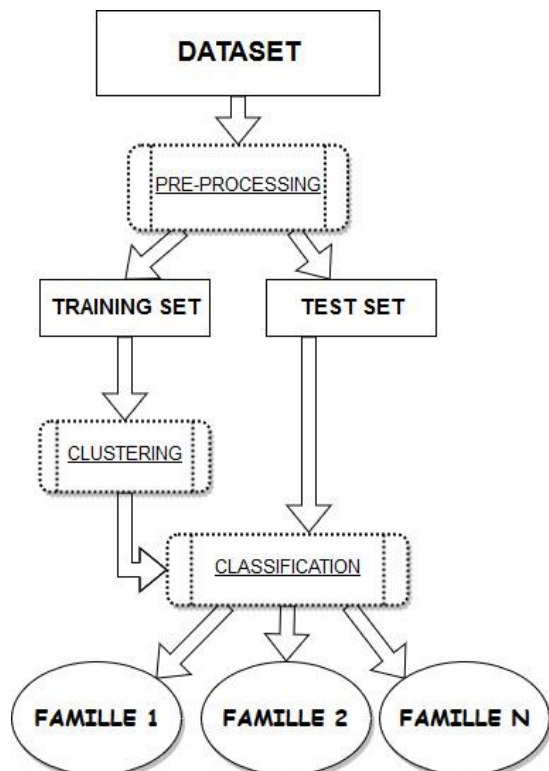 DATASET
PRE-PROCESSING
TRAINING SET
TEST SET
CLUSTERING
CLASSIFICATION
FAMILLE 1
FAMILLE 2
FAMILLE N